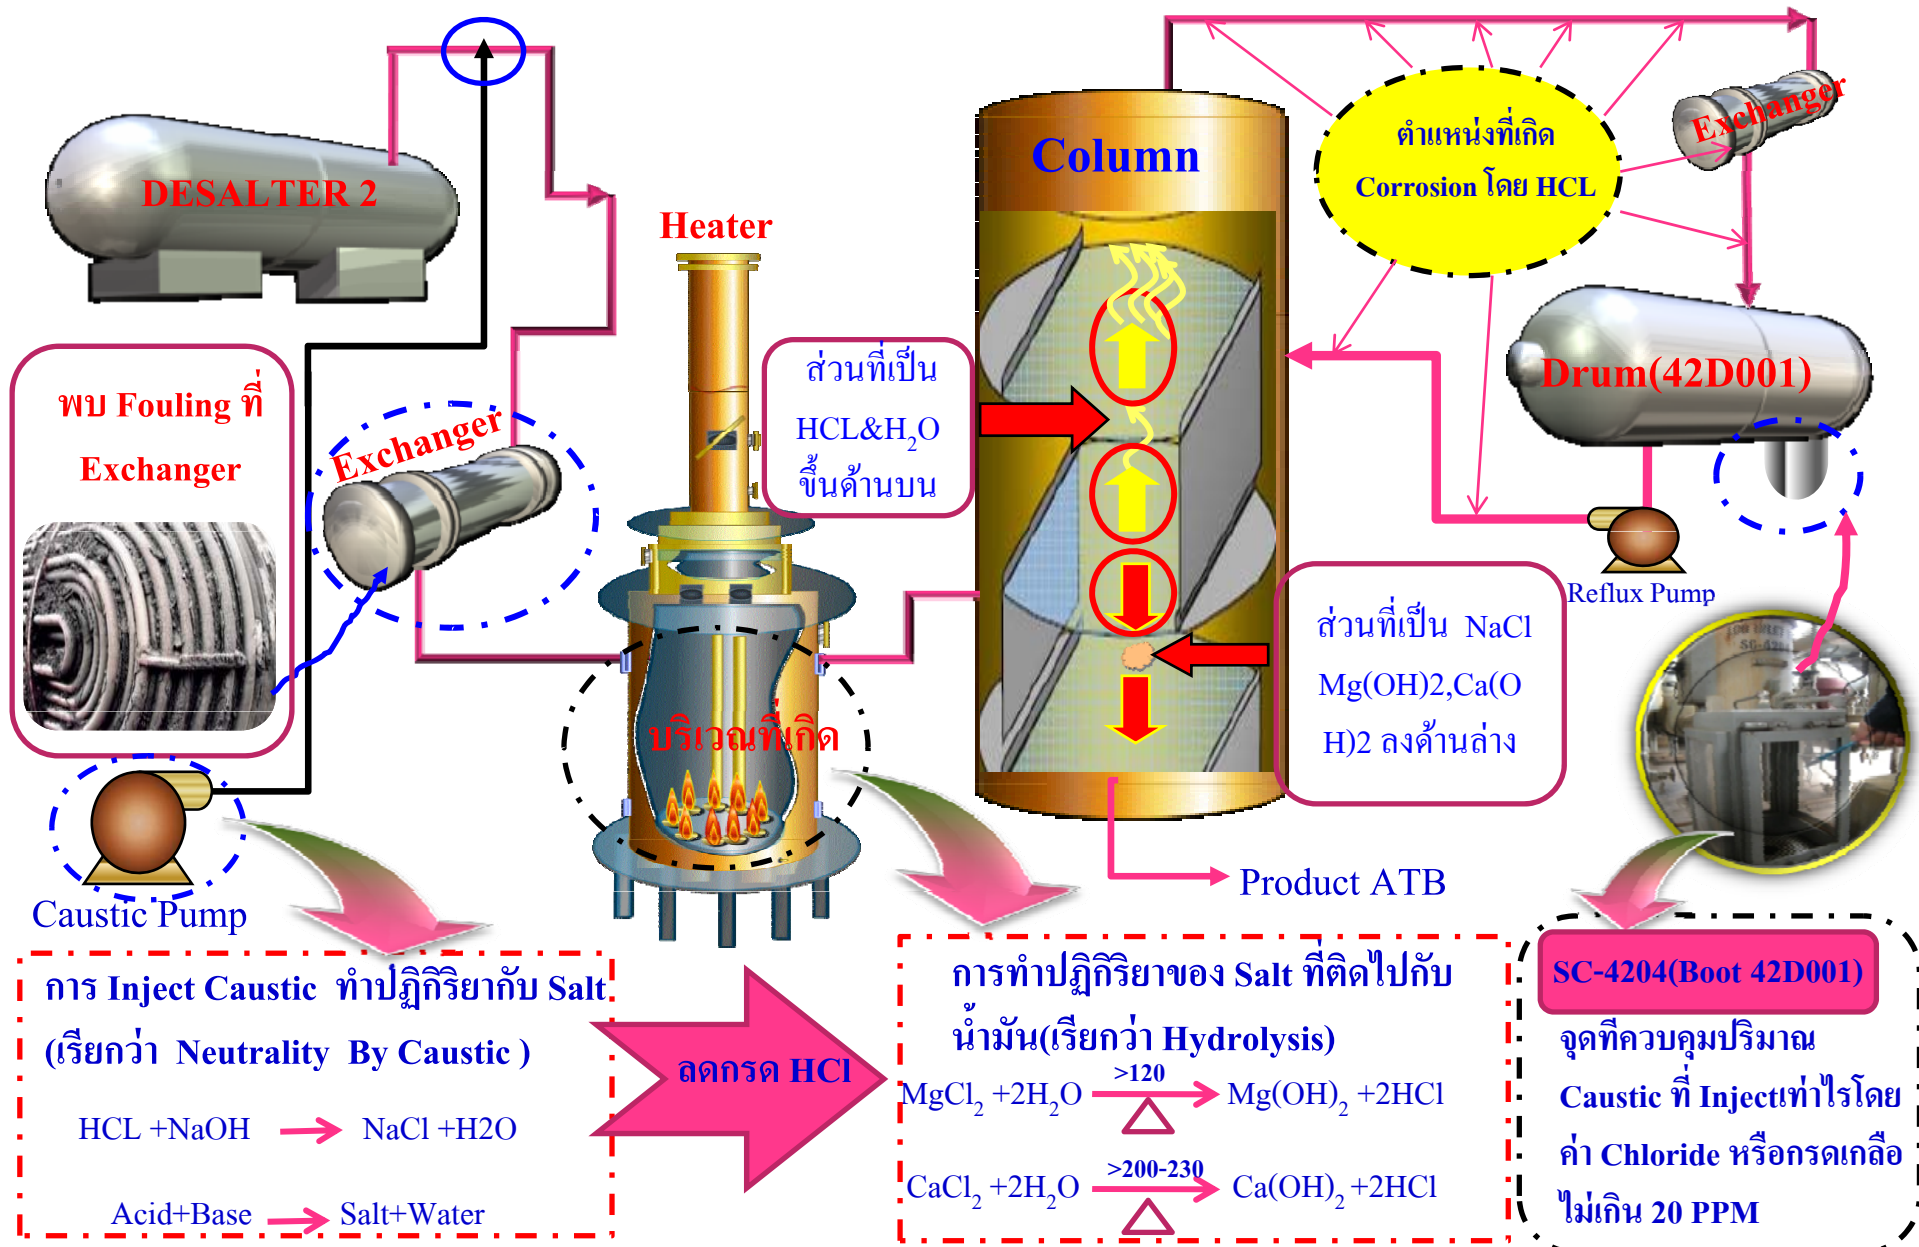 DESALTER 2
Heater
Column
ตำแหน่งที่เกิด
Corrosion โดย HCL
Exchanger
พบ Fouling ที่
Exchanger
Exchanger
ส่วนที่เป็น
HCL&H₂O
ขึ้นด้านบน
Drum(42D001)
Reflux Pump
ส่วนที่เป็น NaCl
Mg(OH)2,Ca(O
H)2 ลงด้านล่าง
บริเวณที่เกิด
Caustic Pump
Product ATB
การ Inject Caustic ทำปฏิกิริยากับ Salt
(เรียกว่า Neutrality By Caustic )
HCL +NaOH → NaCl +H2O
Acid+Base → Salt+Water
ลดกรด HCl
การทำปฏิกิริยาของ Salt ที่ติดไปกับ
น้ำมัน(เรียกว่า Hydrolysis)
>120
MgCl₂ +2H₂O → Mg(OH)₂ +2HCl
>200-230
CaCl₂ +2H₂O → Ca(OH)₂ +2HCl
SC-4204(Boot 42D001)
จุดที่ควบคุมปริมาณ
Caustic ที่ Injectเท่าไรโดย
ค่า Chloride หรือกรดเกลือ
ไม่เกิน 20 PPM